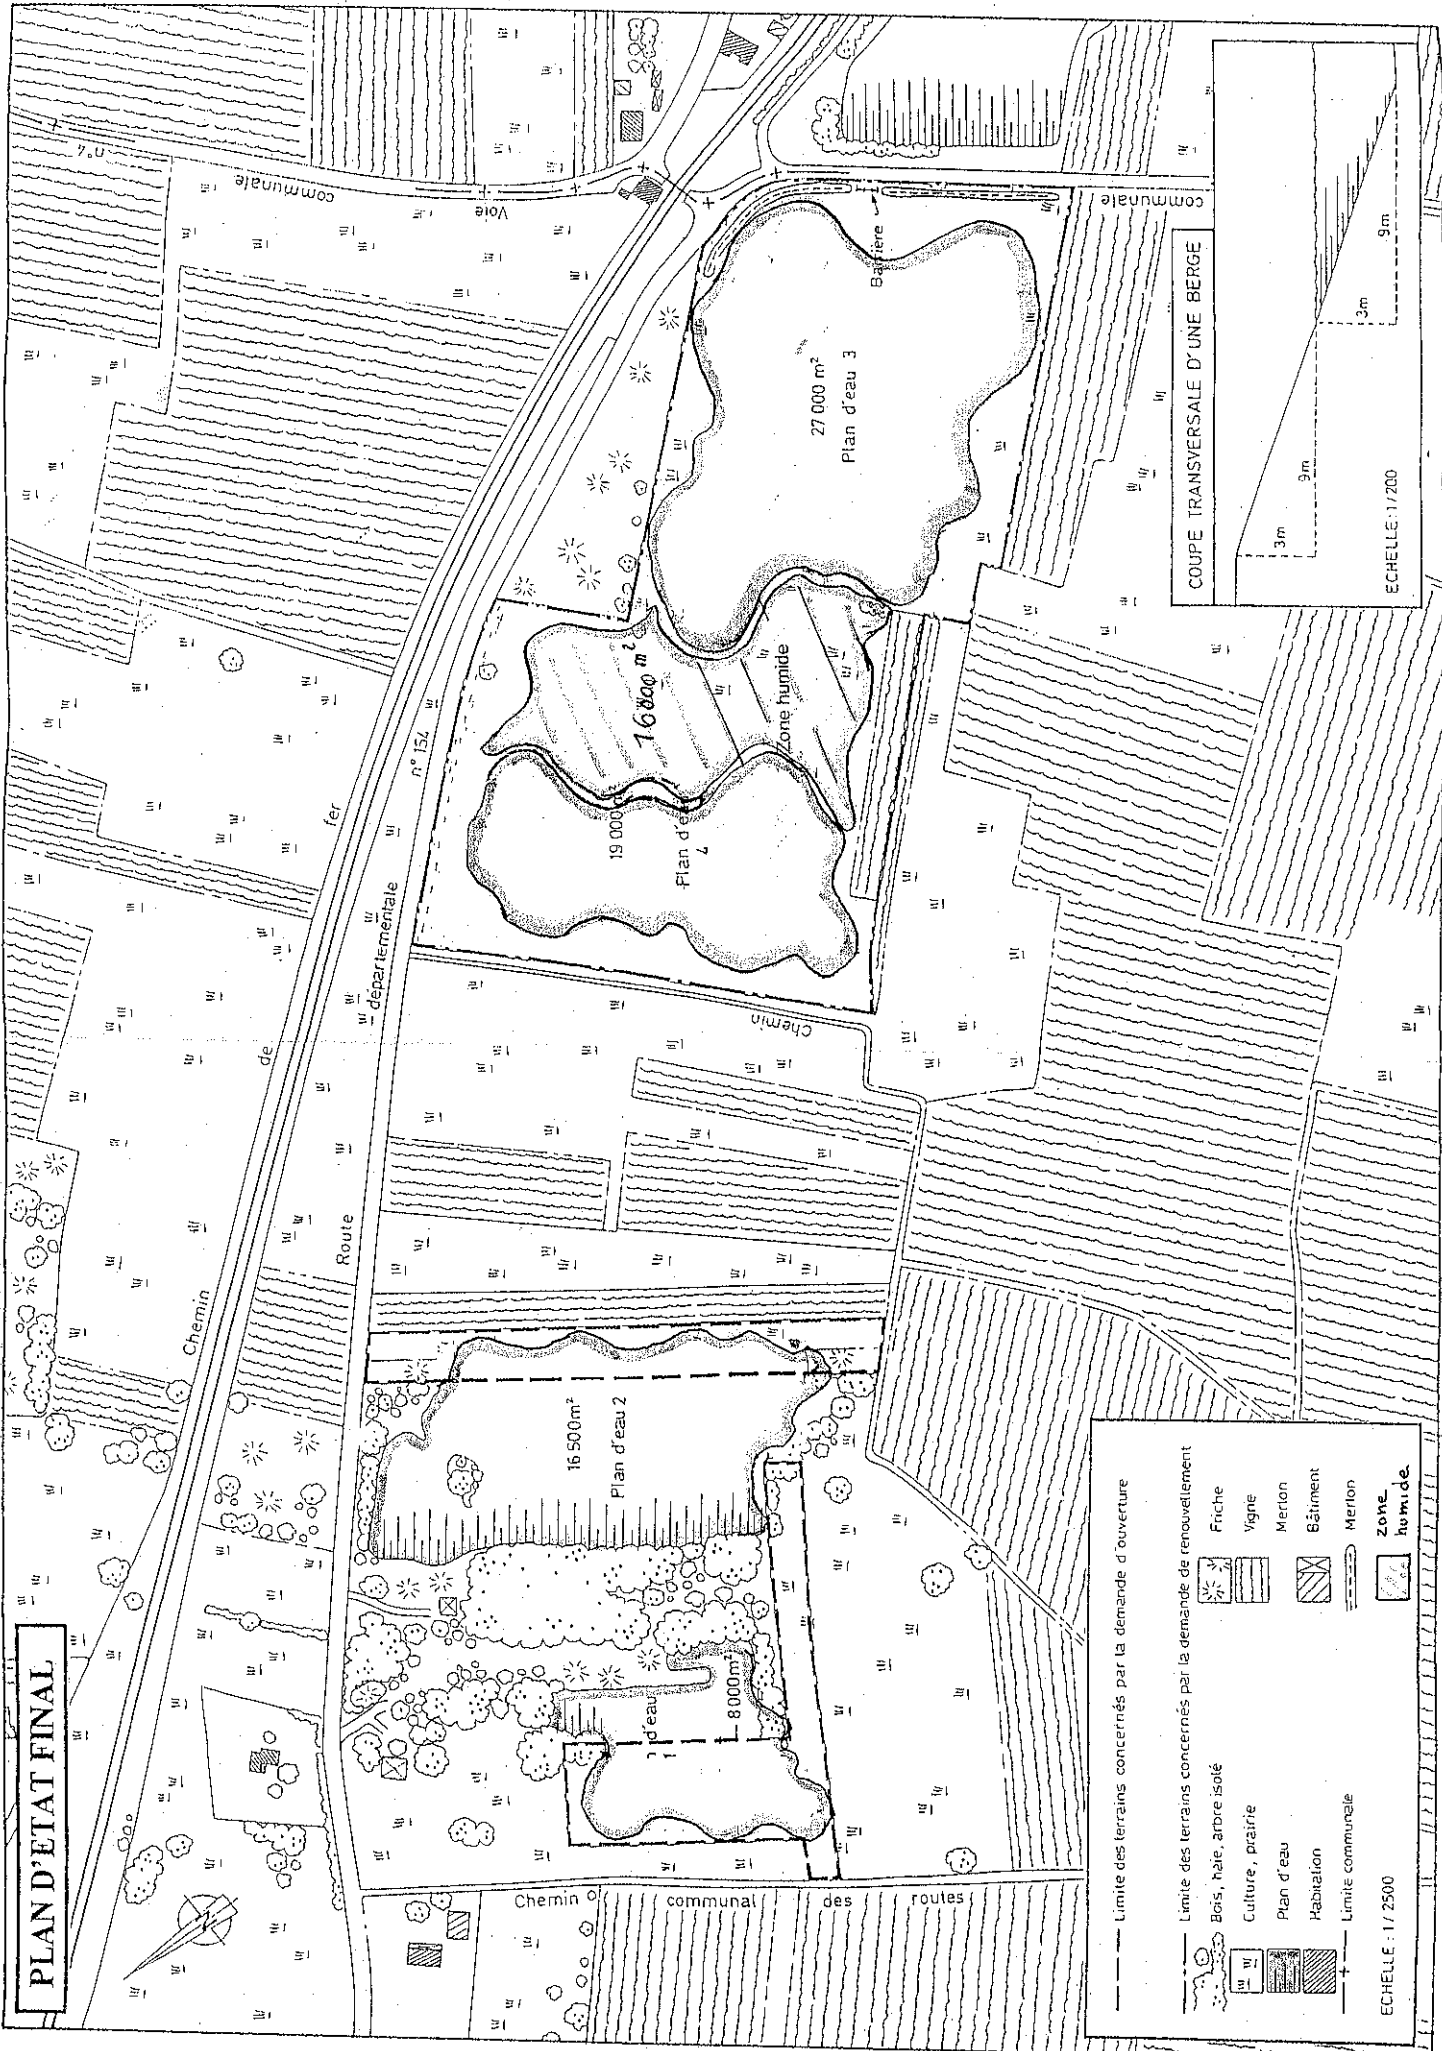 PLAN D'ETAT FINAL
Chemin
de
fer
Route
départementale
n° 154
Voie
communale
n°4
communale
Barrière
27 000 m²
Plan d'eau 3
16 000 m²
Zone humide
19 000
Plan d'eau
4
Chemin
16 500m²
Plan d'eau 2
d'eau
1
8 000m²
Chemin
communal
des
routes
COUPE TRANSVERSALE D'UNE BERGE
3m
9m
3m
9m
ECHELLE : 1/200
Limite des terrains concernés par la demande d'ouverture
Limite des terrains concernés par la demande de renouvellement
Bois, haie, arbre isolé
Culture, prairie
Plan d'eau
Habitation
Limite communale
Friche
Vigne
Merlon
Bâtiment
Merlon
zone
humide
ECHELLE : 1/2500